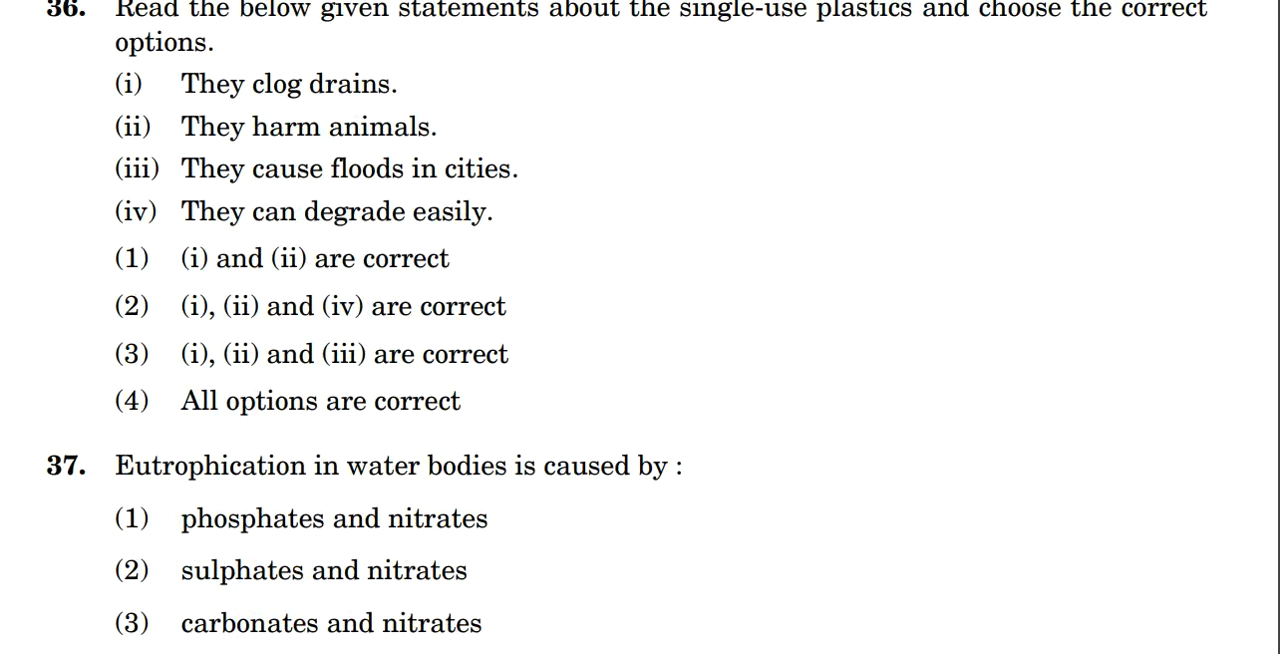 36. Read the below given statements about the single-use plastics and choose the correct
options.
(i) They clog drains.
(ii) They harm animals.
(iii) They cause floods in cities.
(iv) They can degrade easily.
(1) (i) and (ii) are correct
(2) (i), (ii) and (iv) are correct
(3) (i), (ii) and (iii) are correct
(4) All options are correct
37. Eutrophication in water bodies is caused by :
(1) phosphates and nitrates
(2) sulphates and nitrates
(3) carbonates and nitrates